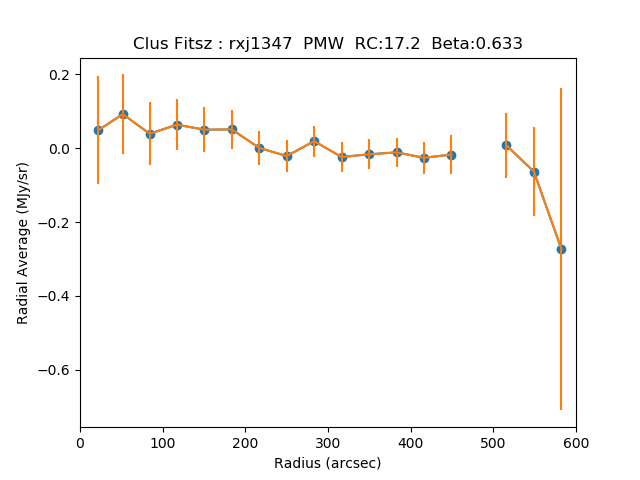 Clus Fitsz : rxj1347  PMW  RC:17.2  Beta:0.633
0.2
0.0
−0.2
−0.4
−0.6
Radial Average (MJy/sr)
0 100 200 300 400 500 600
Radius (arcsec)